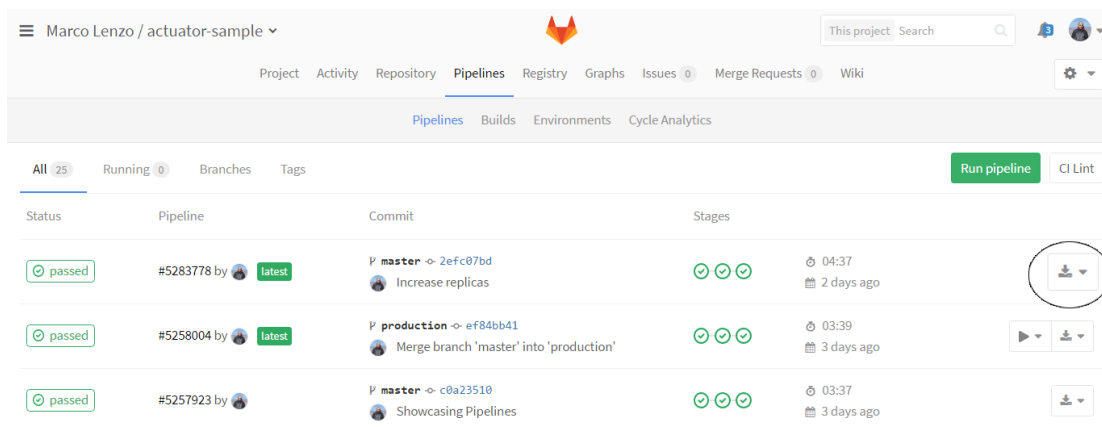 Marco Lenzo / actuator-sample
This project Search
3
Project Activity Repository Pipelines Registry Graphs Issues 0 Merge Requests 0 Wiki
Pipelines Builds Environments Cycle Analytics
All 25 Running 0 Branches Tags
Run pipeline CI Lint
Status Pipeline Commit Stages
passed #5283778 by latest master 2efc07bd 04:37
Increase replicas 2 days ago
passed #5258004 by latest production ef84bb41 03:39
Merge branch 'master' into 'production' 3 days ago
passed #5257923 by master c0a23510 03:37
Showcasing Pipelines 3 days ago